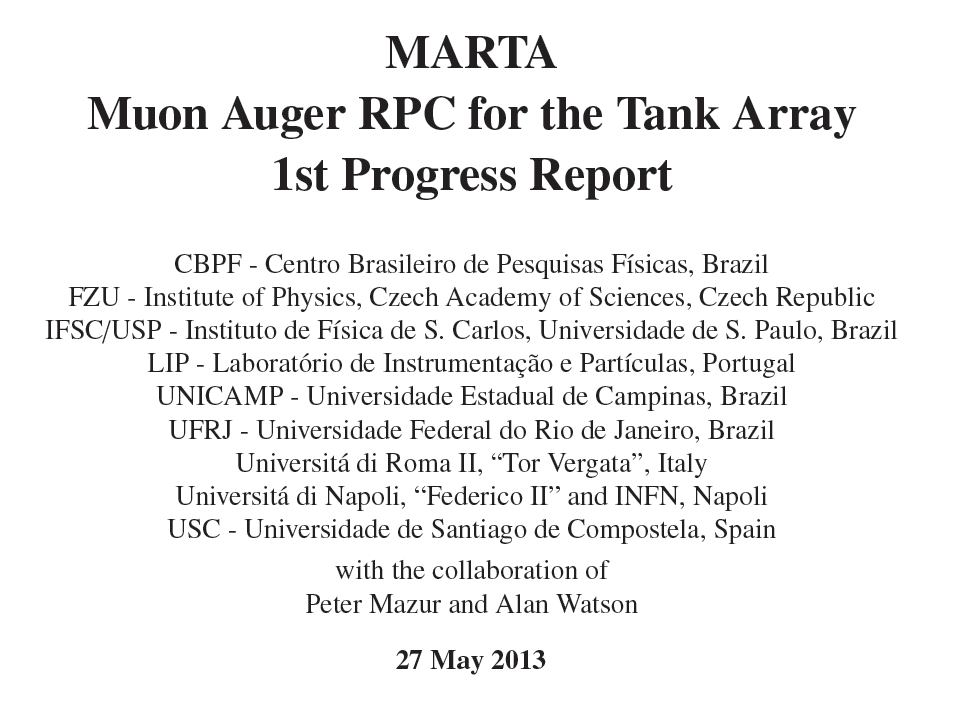 MARTA
Muon Auger RPC for the Tank Array
1st Progress Report
CBPF - Centro Brasileiro de Pesquisas Físicas, Brazil
FZU - Institute of Physics, Czech Academy of Sciences, Czech Republic
IFSC/USP - Instituto de Física de S. Carlos, Universidade de S. Paulo, Brazil
LIP - Laboratório de Instrumentação e Partículas, Portugal
UNICAMP - Universidade Estadual de Campinas, Brazil
UFRJ - Universidade Federal do Rio de Janeiro, Brazil
Universitá di Roma II, “Tor Vergata”, Italy
Universitá di Napoli, “Federico II” and INFN, Napoli
USC - Universidade de Santiago de Compostela, Spain
with the collaboration of
Peter Mazur and Alan Watson
27 May 2013